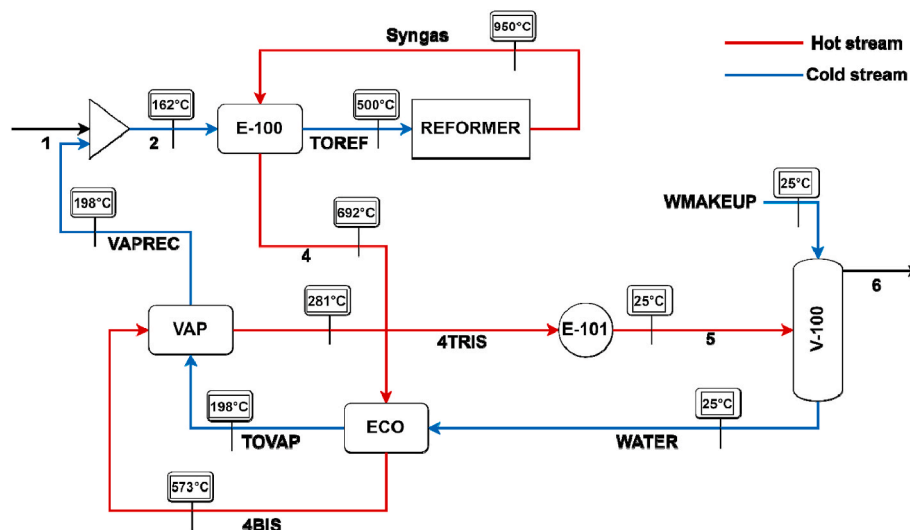 Syngas
950°C
Hot stream
Cold stream
162°C
500°C
E-100
REFORMER
1
2
TOREF
25°C
WMAKEUP
198°C
692°C
VAPREC
4
6
281°C
25°C
VAP
E-101
V-100
4TRIS
5
198°C
25°C
ECO
TOVAP
WATER
573°C
4BIS